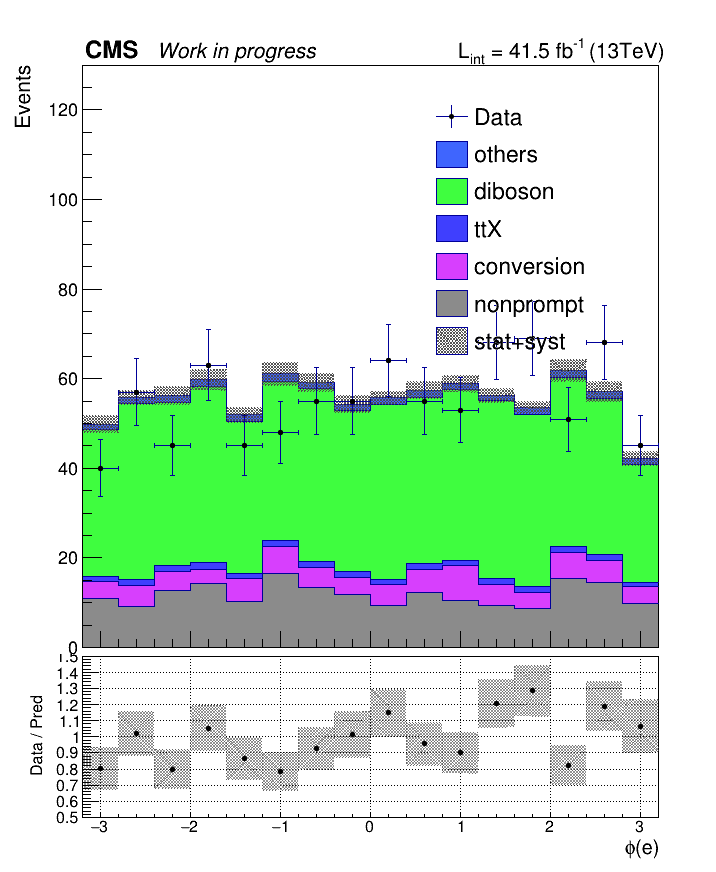 CMS Work in progress L_int = 41.5 fb⁻¹ (13TeV)
Events
120
100
80
60
40
20
0
Data
others
diboson
ttX
conversion
nonprompt
stat+syst
Data / Pred
1.5
1.4
1.3
1.2
1.1
1
0.9
0.8
0.7
0.6
0.5
−3 −2 −1 0 1 2 3
ϕ(e)